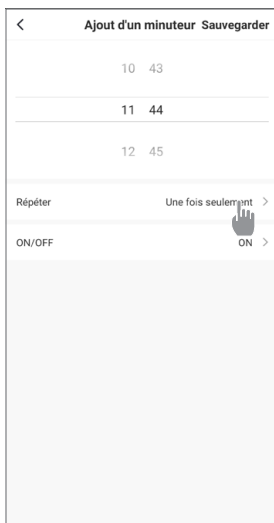 Ajout d'un minuteur Sauvegarder
10 43
11 44
12 45
Répéter Une fois seulement
ON/OFF ON